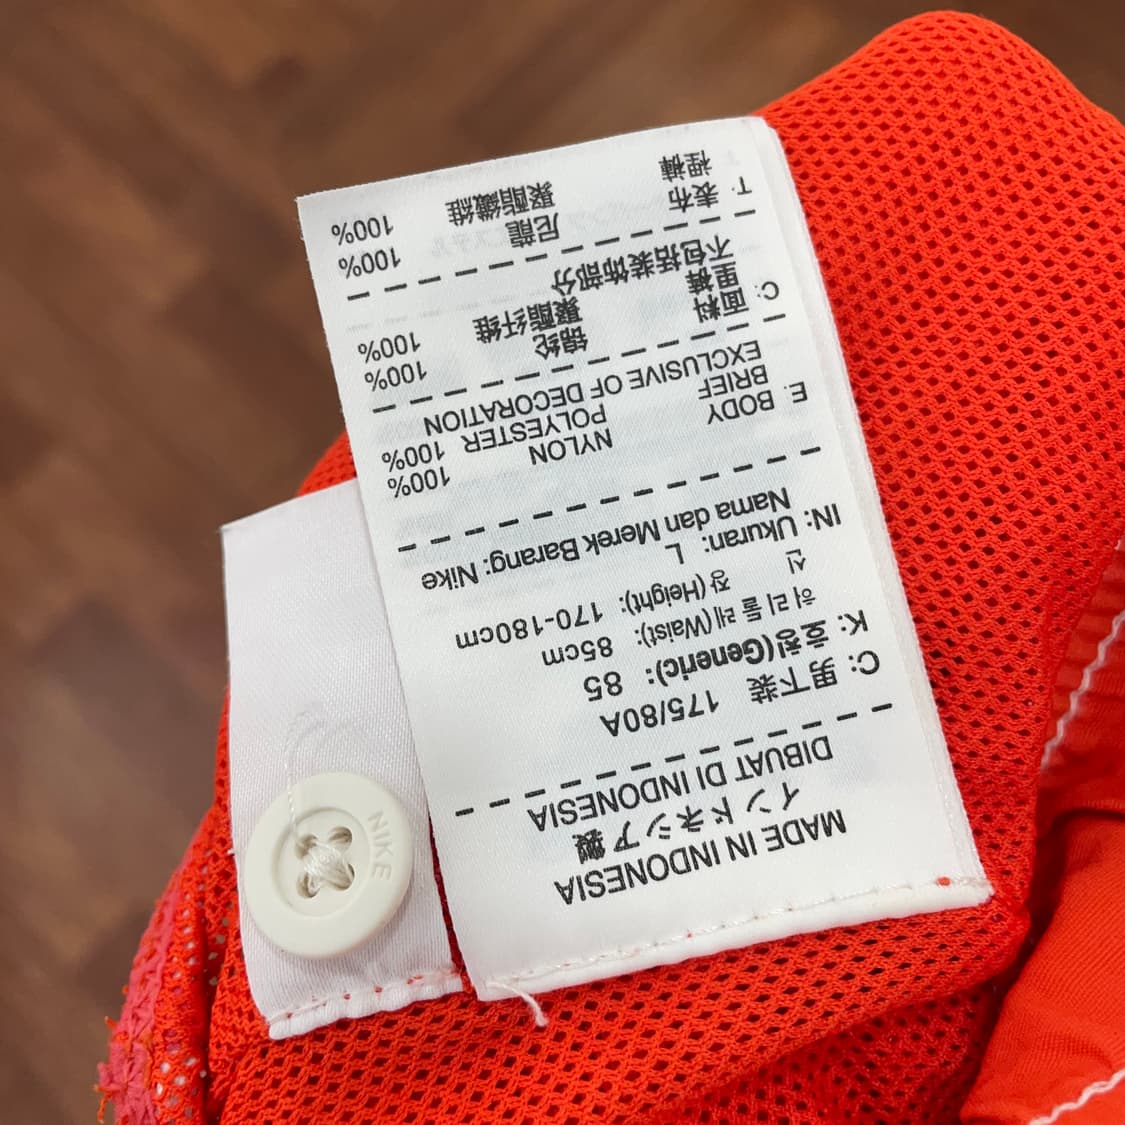 MADE IN INDONESIA
インドネシア製
DIBUAT DI INDONESIA
C: 男下装 175/80A
K: 호칭(Generic): 85
허리둘레(Waist): 85cm
신 장(Height): 170-180cm
IN: Ukuran: L
Nama dan Merek Barang: Nike
E: BODY NYLON 100%
BRIEF POLYESTER 100%
EXCLUSIVE OF DECORATION
C: 面料 锦纶 100%
里裤 聚酯纤维 100%
不包括装饰部分
T: 表布 尼龍 100%
裡褲 聚酯纖維 100%
NIKE